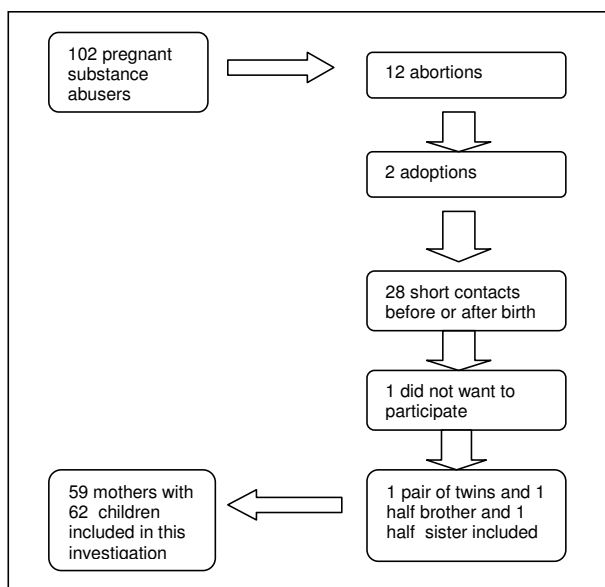 102 pregnant
substance
abusers
12 abortions
2 adoptions
28 short contacts
before or after birth
1 did not want to
participate
1 pair of twins and 1
half brother and 1
half sister included
59 mothers with
62 children
included in this
investigation